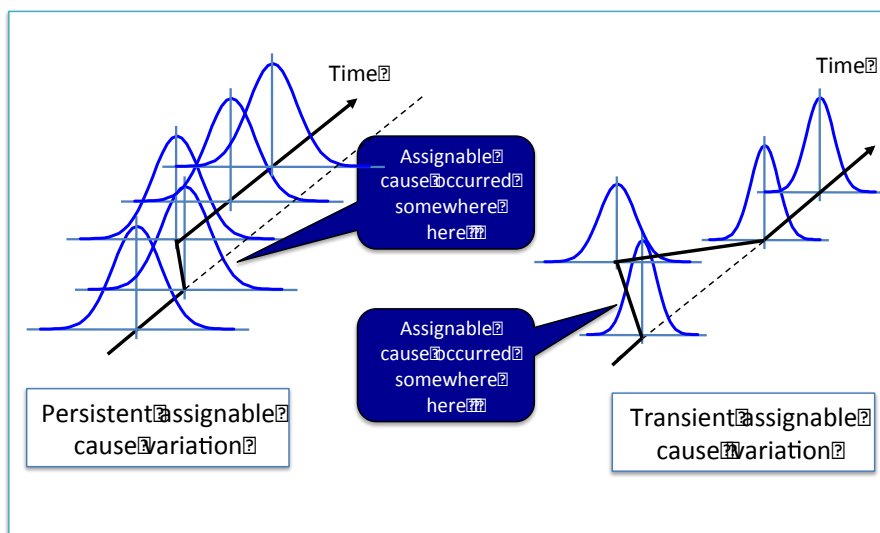 Time
Time
Assignable
cause occurred
somewhere
here
Assignable
cause occurred
somewhere
here
Persistent assignable
cause variation
Transient assignable
cause variation